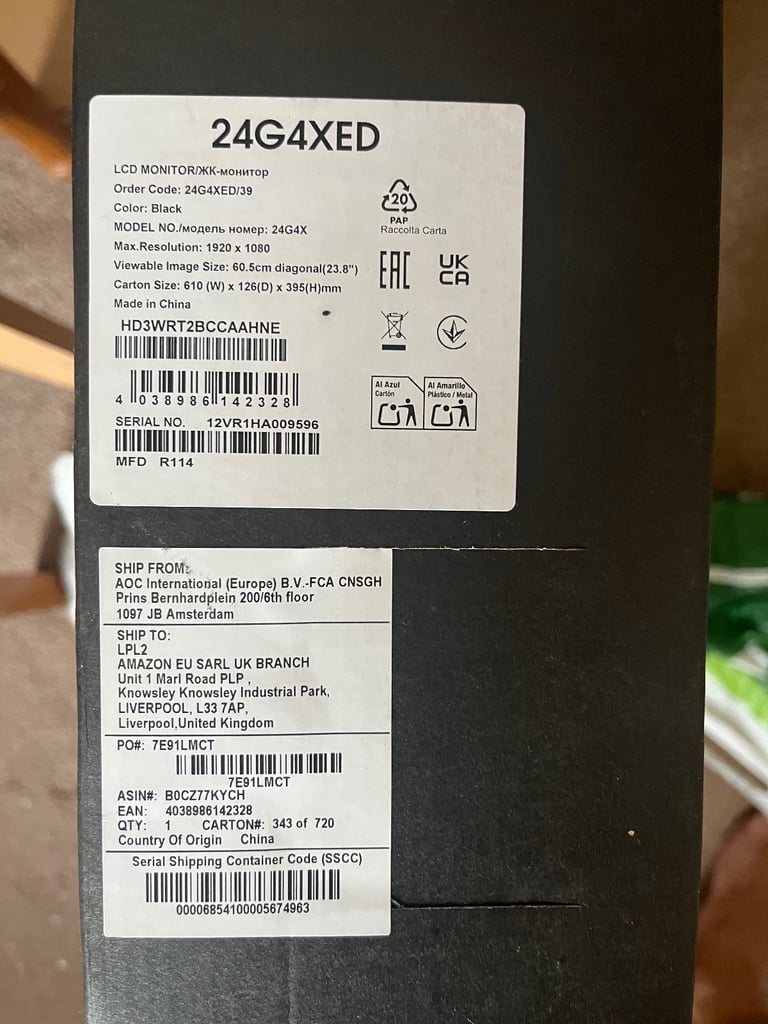 24G4XED
LCD MONITOR/ЖК-монитор
Order Code: 24G4XED/39
Color: Black
MODEL NO./модель номер: 24G4X
Max.Resolution: 1920 x 1080
Viewable Image Size: 60.5cm diagonal(23.8")
Carton Size: 610 (W) x 126(D) x 395(H)mm
Made in China
HD3WRT2BCCAAHNE
4 038986 142328
SERIAL NO. 12VR1HA009596
MFD R114
20
PAP
Raccolta Carta
EAC
UK
CA
Al Azul
Cartón
Al Amarillo
Plástico / Metal
SHIP FROM:
AOC International (Europe) B.V.-FCA CNSGH
Prins Bernhardplein 200/6th floor
1097 JB Amsterdam
SHIP TO:
LPL2
AMAZON EU SARL UK BRANCH
Unit 1 Marl Road PLP ,
Knowsley Knowsley Industrial Park,
LIVERPOOL, L33 7AP,
Liverpool,United Kingdom
PO#: 7E91LMCT
7E91LMCT
ASIN#: B0CZ77KYCH
EAN: 4038986142328
QTY: 1 CARTON#: 343 of 720
Country Of Origin China
Serial Shipping Container Code (SSCC)
00006854100005674963